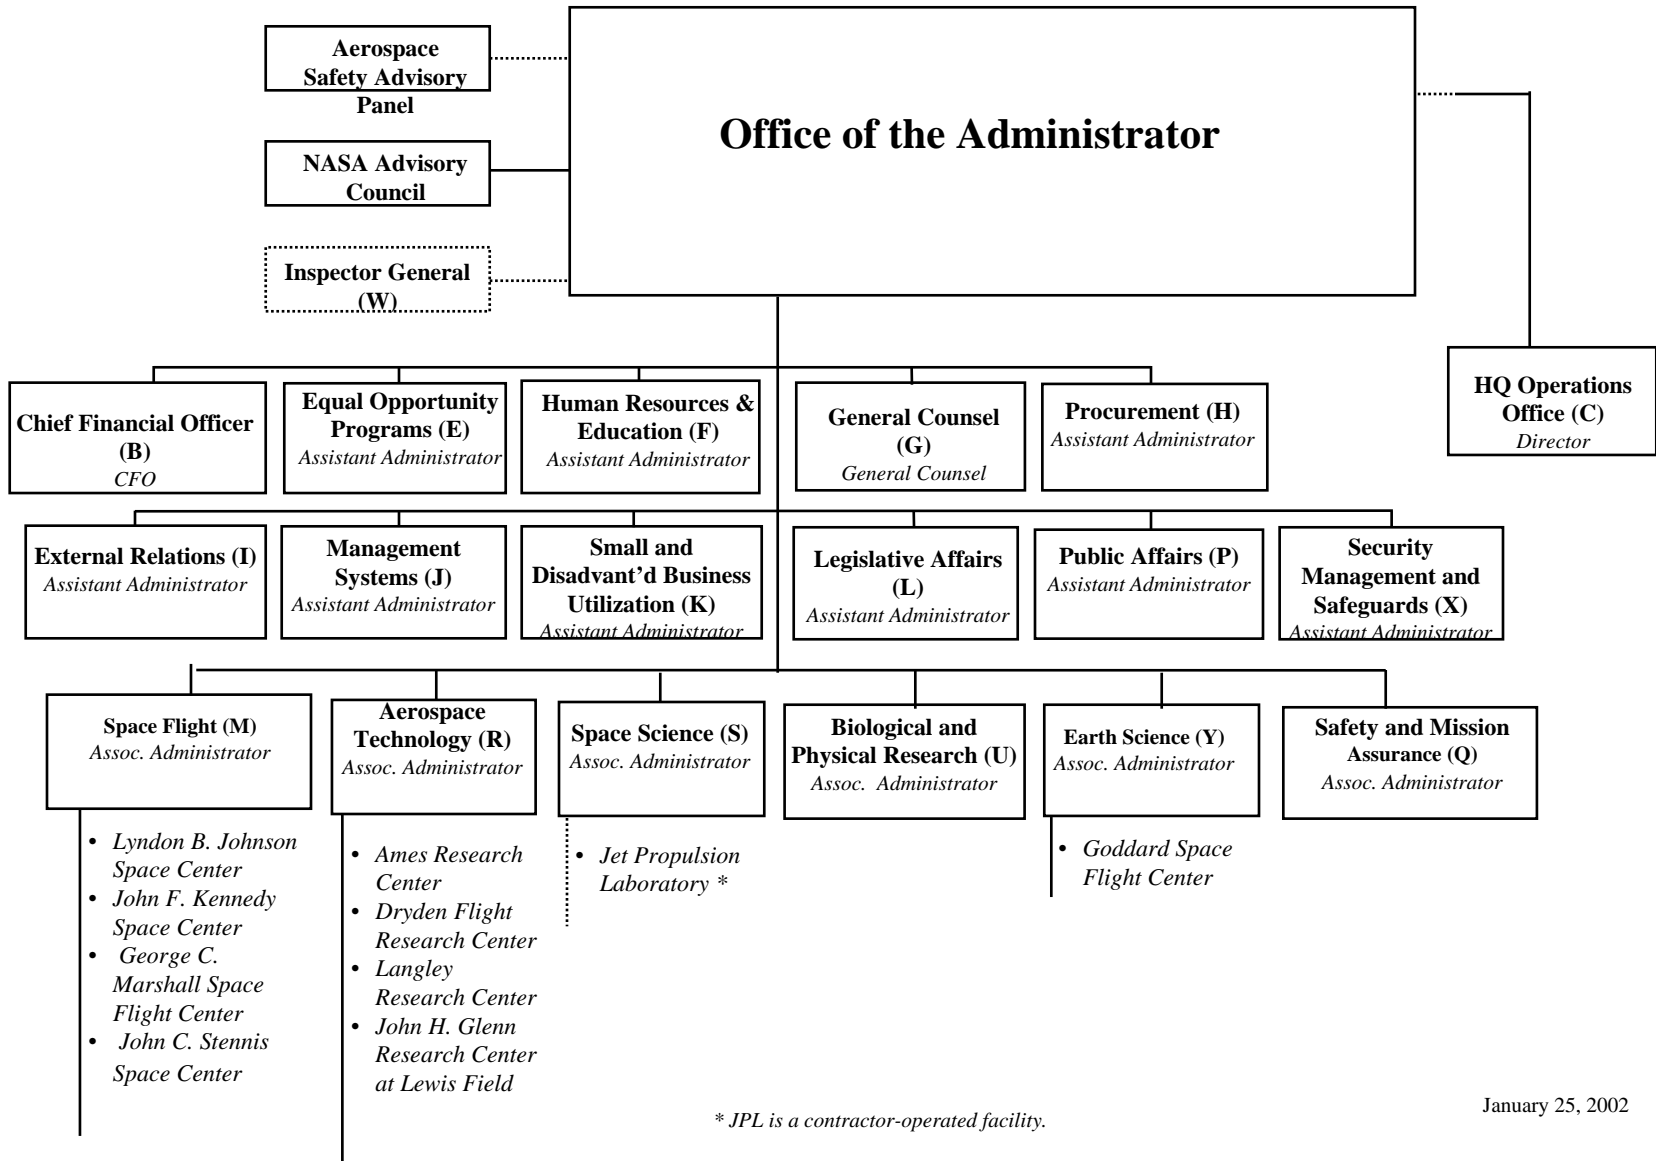 Aerospace
Safety Advisory
Panel
Office of the Administrator
NASA Advisory
Council
Inspector General
(W)
HQ Operations
Office (C)
Director
Chief Financial Officer
(B)
CFO
Equal Opportunity
Programs (E)
Assistant Administrator
Human Resources &
Education (F)
Assistant Administrator
General Counsel
(G)
General Counsel
Procurement (H)
Assistant Administrator
External Relations (I)
Assistant Administrator
Management
Systems (J)
Assistant Administrator
Small and
Disadvant’d Business
Utilization (K)
Assistant Administrator
Legislative Affairs
(L)
Assistant Administrator
Public Affairs (P)
Assistant Administrator
Security
Management and
Safeguards (X)
Assistant Administrator
Space Flight (M)
Assoc. Administrator
Aerospace
Technology (R)
Assoc. Administrator
Space Science (S)
Assoc. Administrator
Biological and
Physical Research (U)
Assoc. Administrator
Earth Science (Y)
Assoc. Administrator
Safety and Mission
Assurance (Q)
Assoc. Administrator
• Lyndon B. Johnson
Space Center
• John F. Kennedy
Space Center
• George C.
Marshall Space
Flight Center
• John C. Stennis
Space Center
• Ames Research
Center
• Dryden Flight
Research Center
• Langley
Research Center
• John H. Glenn
Research Center
at Lewis Field
• Jet Propulsion
Laboratory *
• Goddard Space
Flight Center
* JPL is a contractor-operated facility.
January 25, 2002